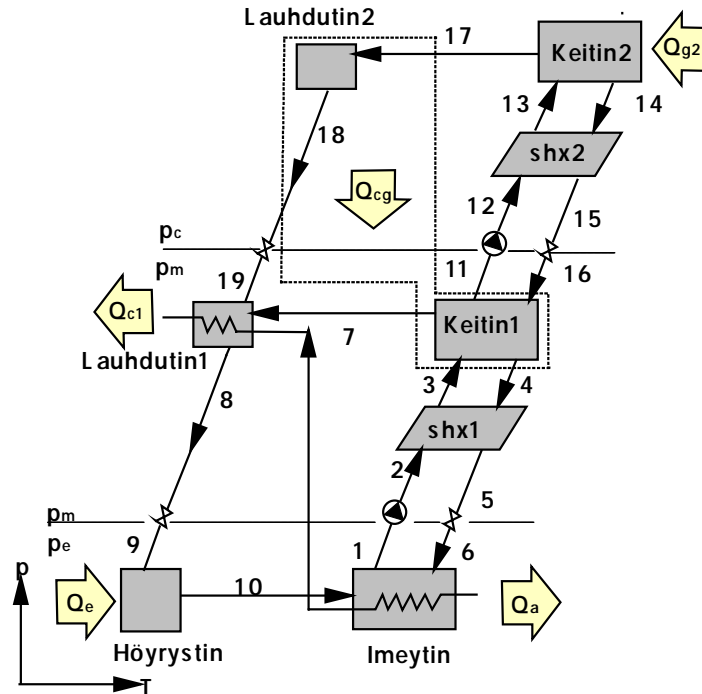 Lauhdutin2
17
Keitin2
Qg2
18
13
14
shx2
Qcg
12
15
pc
pm
11
16
19
Qc1
Keitin1
7
Lauhdutin1
3
4
8
shx1
2
5
pm
pe
9
1
6
p
10
Qe
Qa
T
Höyrystin
Imeytin